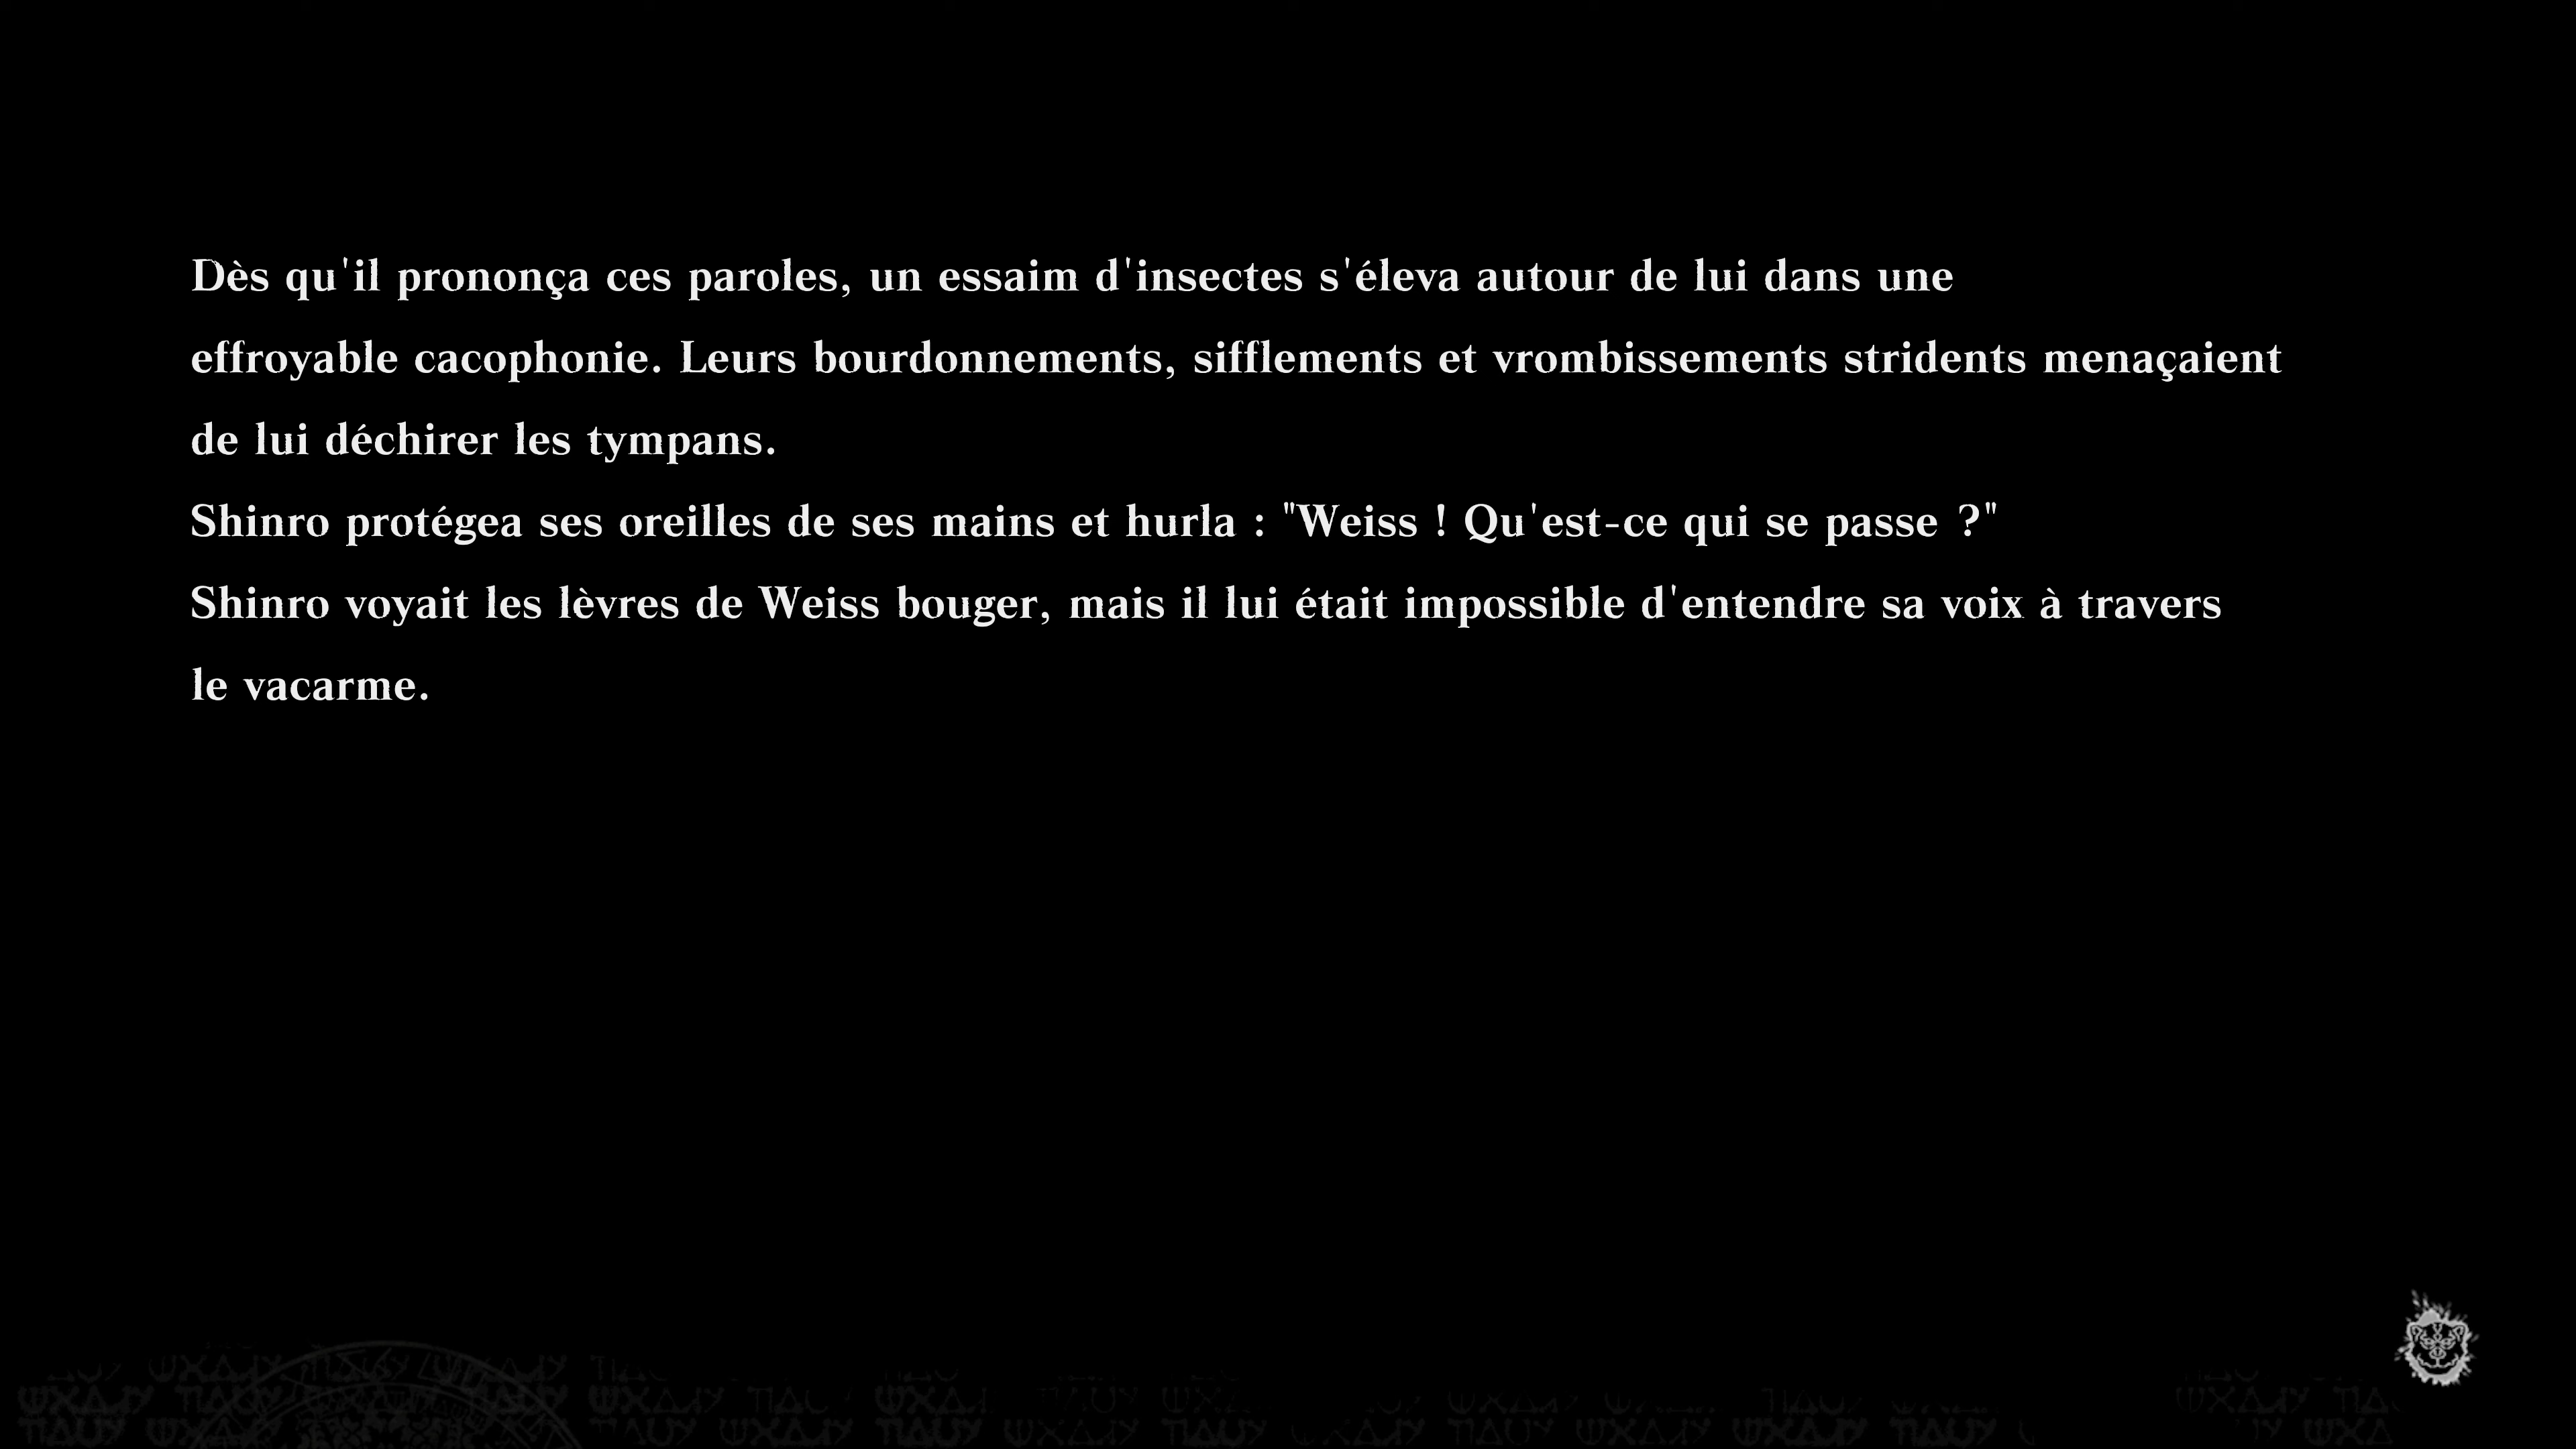 Dès qu'il prononça ces paroles, un essaim d'insectes s'éleva autour de lui dans une
effroyable cacophonie. Leurs bourdonnements, sifflements et vrombissements stridents menaçaient
de lui déchirer les tympans.
Shinro protégea ses oreilles de ses mains et hurla : "Weiss ! Qu'est-ce qui se passe ?"
Shinro voyait les lèvres de Weiss bouger, mais il lui était impossible d'entendre sa voix à travers
le vacarme.